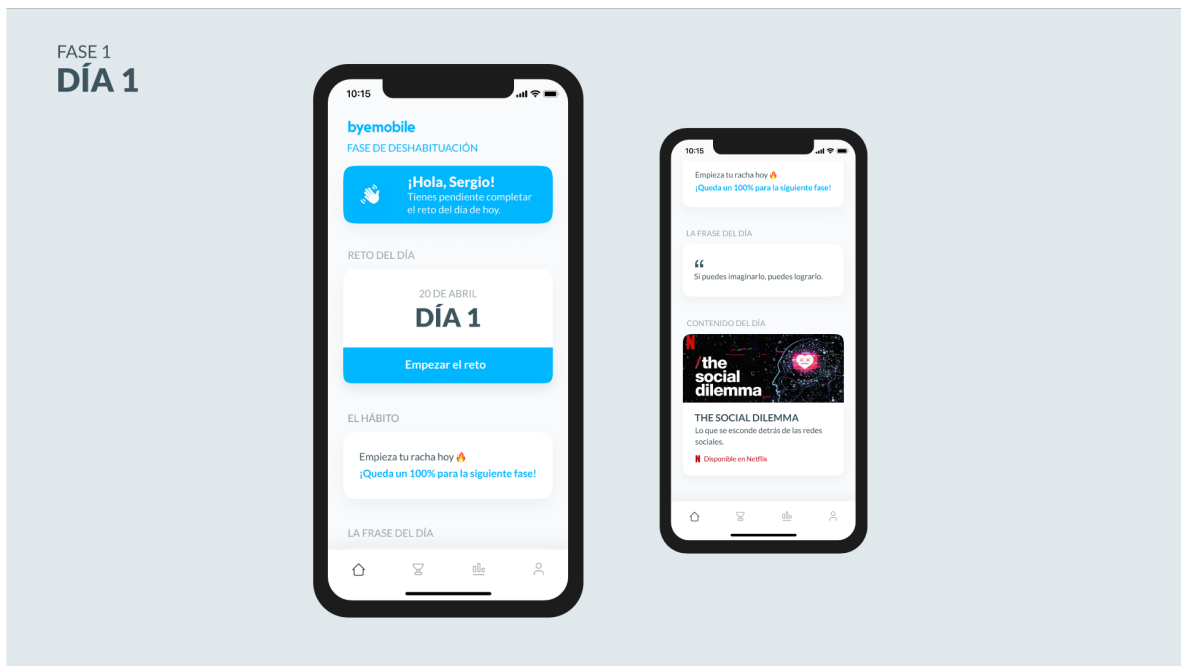 FASE 1
DÍA 1
10:15
byemobile
FASE DE DESHABITUACIÓN
¡Hola, Sergio!
Tienes pendiente completar
el reto del día de hoy.
RETO DEL DÍA
20 DE ABRIL
DÍA 1
Empezar el reto
EL HÁBITO
Empieza tu racha hoy 🔥
¡Queda un 100% para la siguiente fase!
LA FRASE DEL DÍA
10:15
Empieza tu racha hoy 🔥
¡Queda un 100% para la siguiente fase!
LA FRASE DEL DÍA
“
Si puedes imaginarlo, puedes lograrlo.
CONTENIDO DEL DÍA
N
/the
social
dilemma_
THE SOCIAL DILEMMA
Lo que se esconde detrás de las redes
sociales.
N Disponible en Netflix